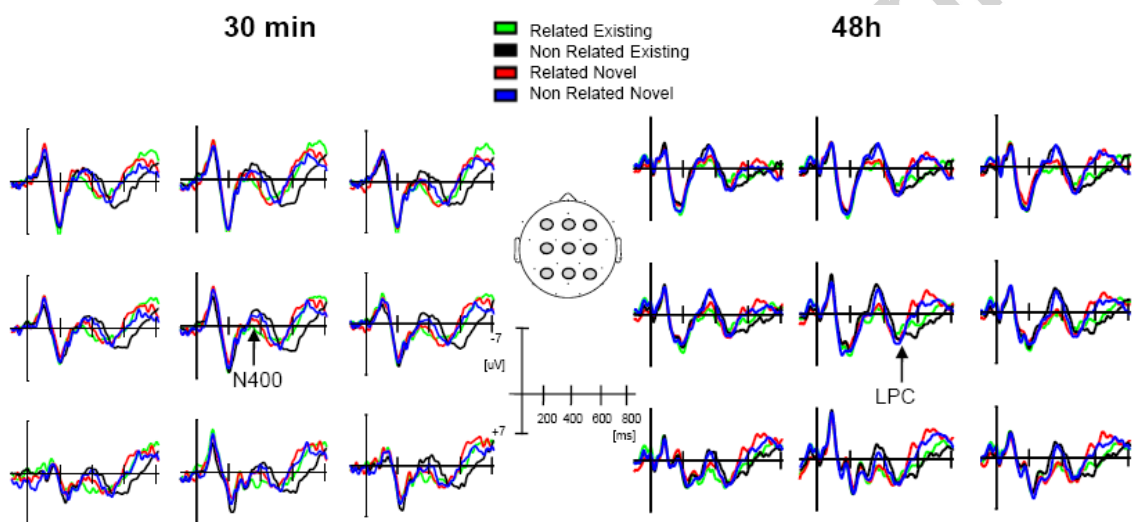 30 min
48h
Related Existing
Non Related Existing
Related Novel
Non Related Novel
N400
-7
[uV]
+7
200 400 600 800
[ms]
LPC